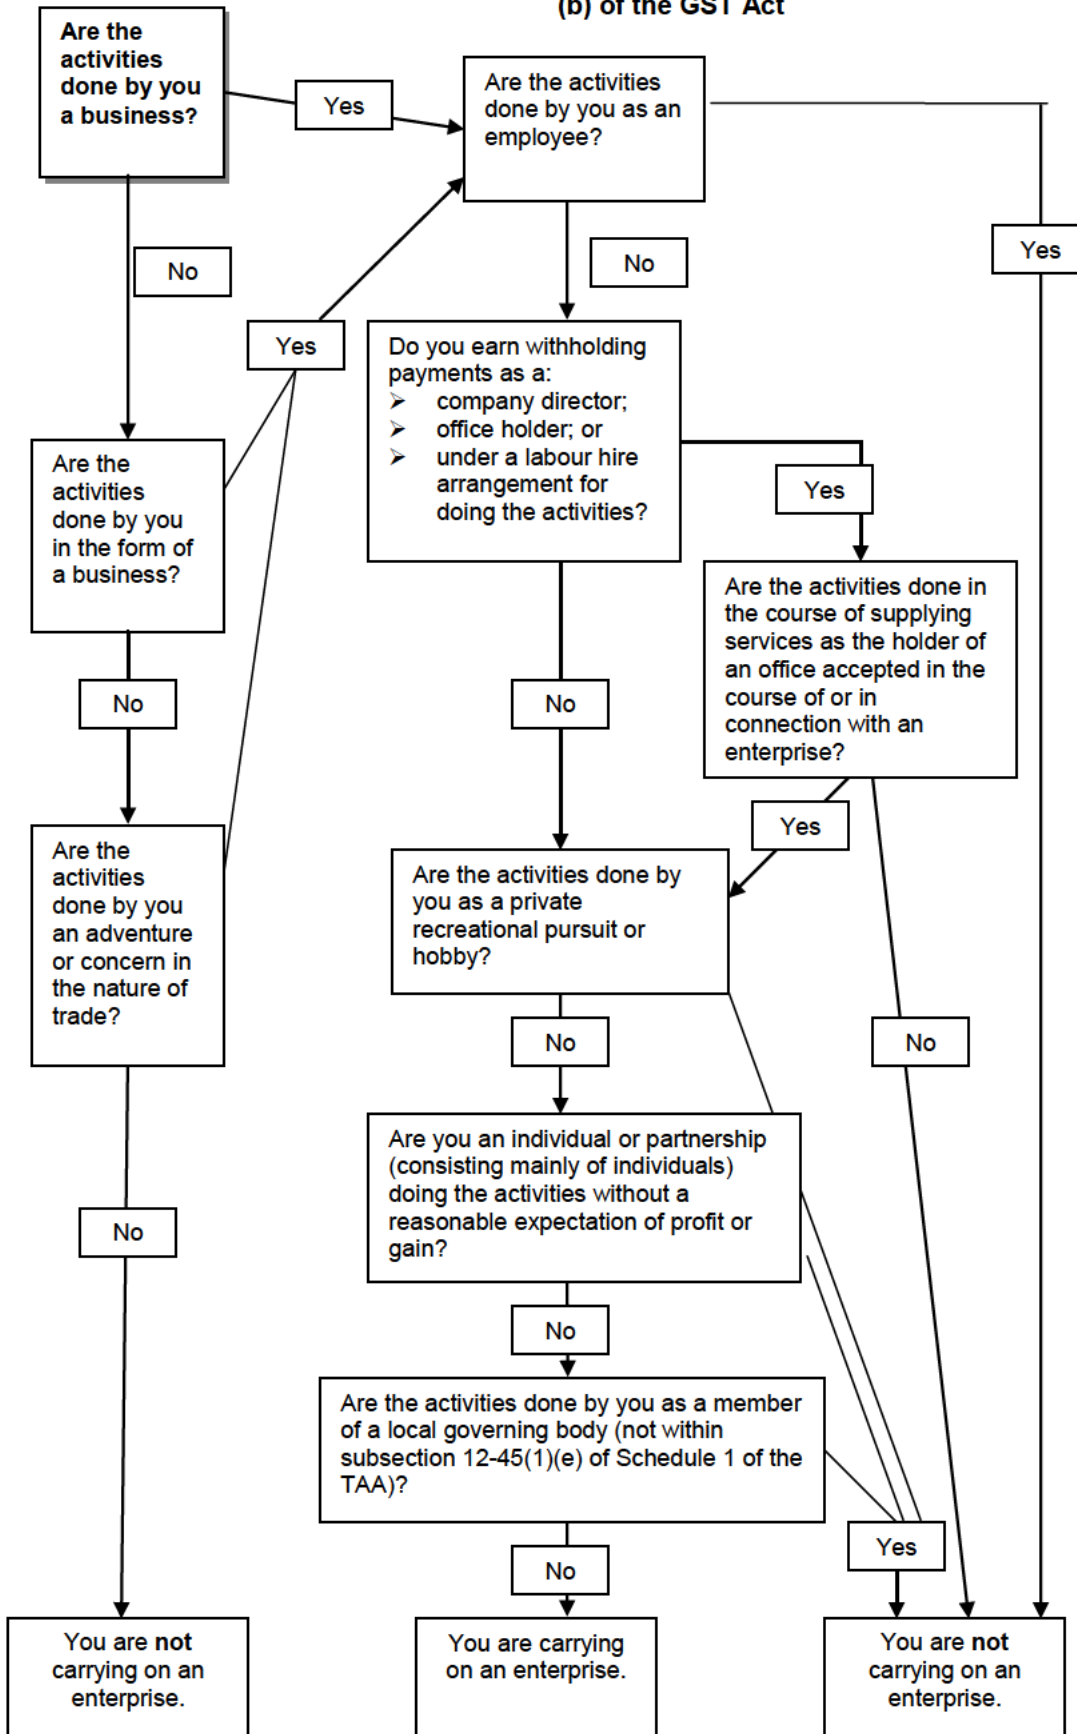 (b) of the GST Act
Are the
activities
done by you
a business?
Yes
Are the activities
done by you as an
employee?
Yes
No
No
Yes
Do you earn withholding
payments as a:
➢ company director;
➢ office holder; or
➢ under a labour hire
arrangement for
doing the activities?
Are the
activities
done by you
in the form of
a business?
Yes
Are the activities done in
the course of supplying
services as the holder of
an office accepted in the
course of or in
connection with an
enterprise?
No
No
Yes
Are the
activities
done by you
an adventure
or concern in
the nature of
trade?
Are the activities done by
you as a private
recreational pursuit or
hobby?
No
No
Are you an individual or partnership
(consisting mainly of individuals)
doing the activities without a
reasonable expectation of profit or
gain?
No
No
Are the activities done by you as a member
of a local governing body (not within
subsection 12-45(1)(e) of Schedule 1 of the
TAA)?
Yes
No
You are not
carrying on an
enterprise.
You are carrying
on an enterprise.
You are not
carrying on an
enterprise.